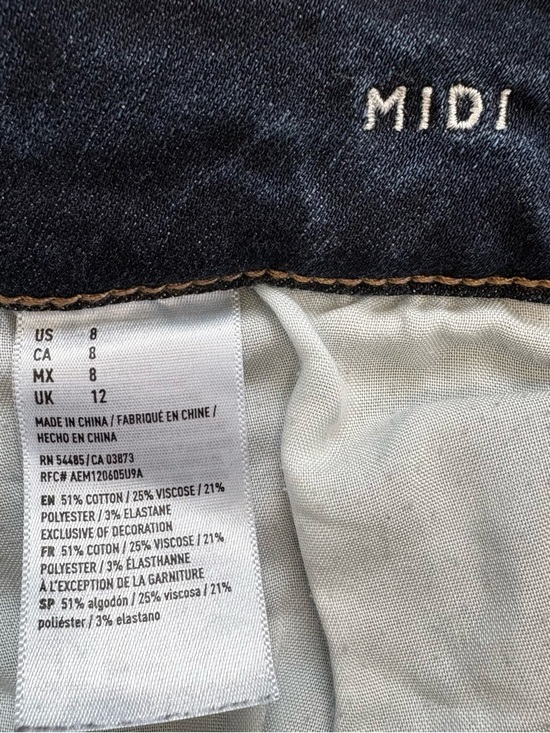 MIDI
US 8
CA 8
MX 8
UK 12
MADE IN CHINA / FABRIQUÉ EN CHINE /
HECHO EN CHINA
RN 54485/CA 03873
RFC# AEM120605U9A
EN 51% COTTON / 25% VISCOSE / 21%
POLYESTER / 3% ELASTANE
EXCLUSIVE OF DECORATION
FR 51% COTON / 25% VISCOSE / 21%
POLYESTER / 3% ÉLASTHANNE
À L'EXCEPTION DE LA GARNITURE
SP 51% algodón / 25% viscosa / 21%
poliéster / 3% elastano